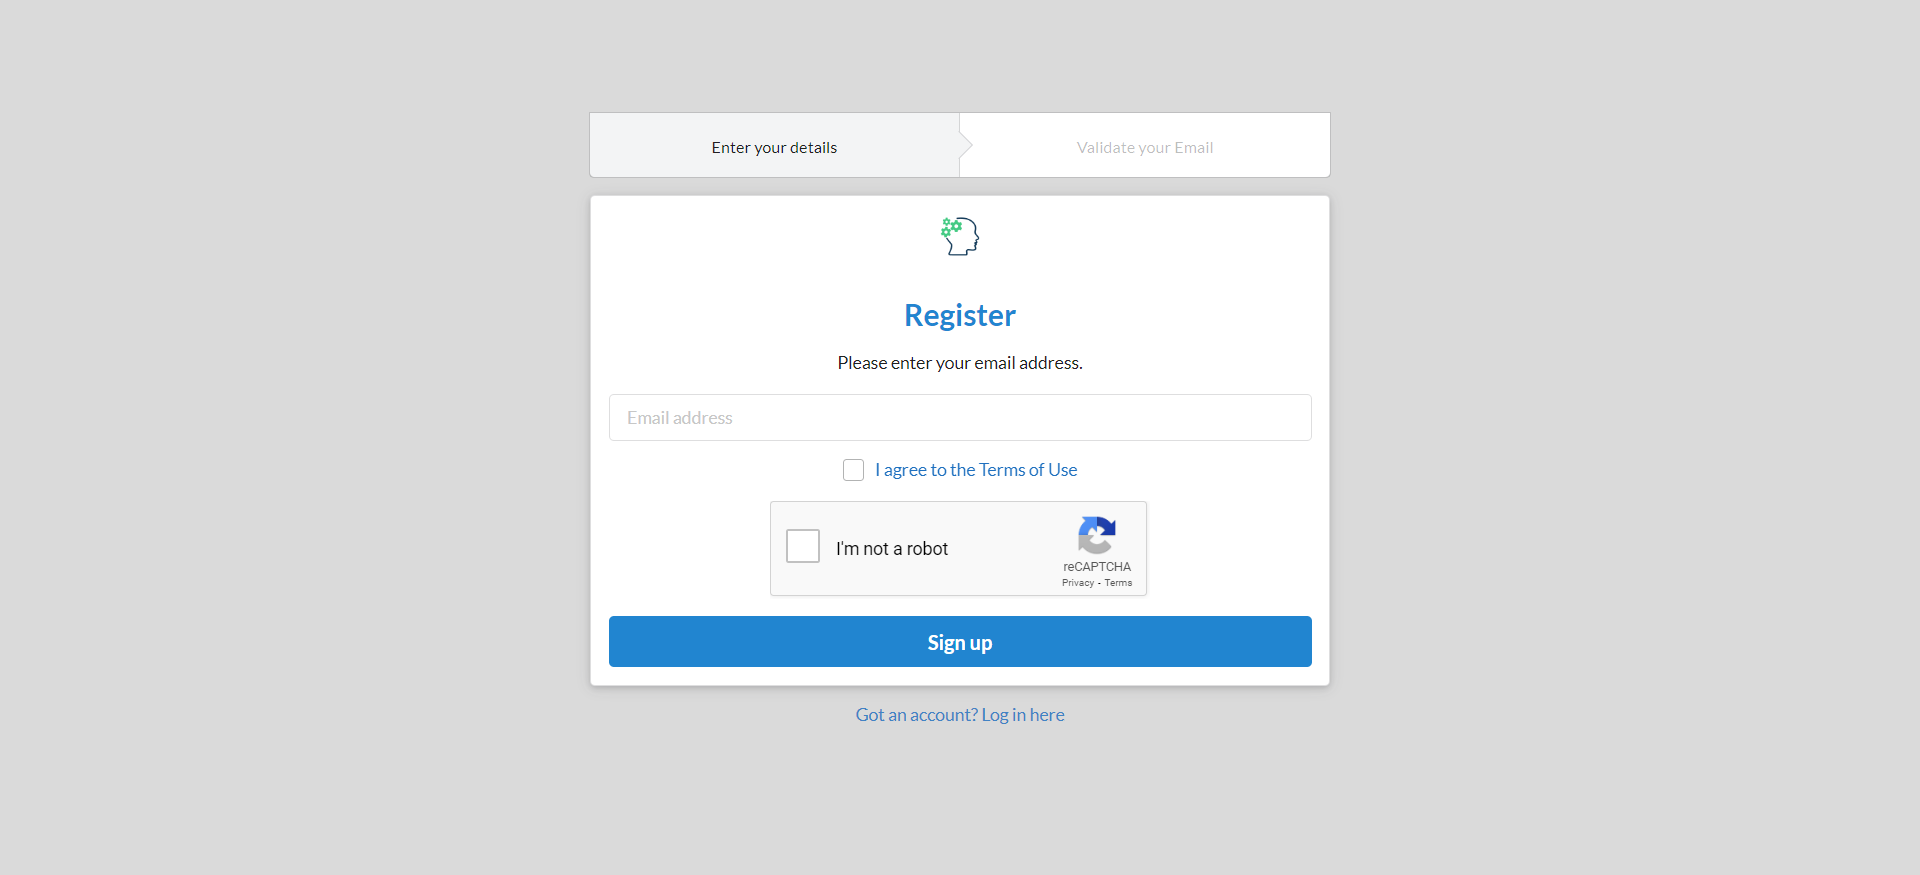 Enter your details
Validate your Email
Register
Please enter your email address.
Email address
I agree to the Terms of Use
I'm not a robot
reCAPTCHA
Privacy - Terms
Sign up
Got an account? Log in here